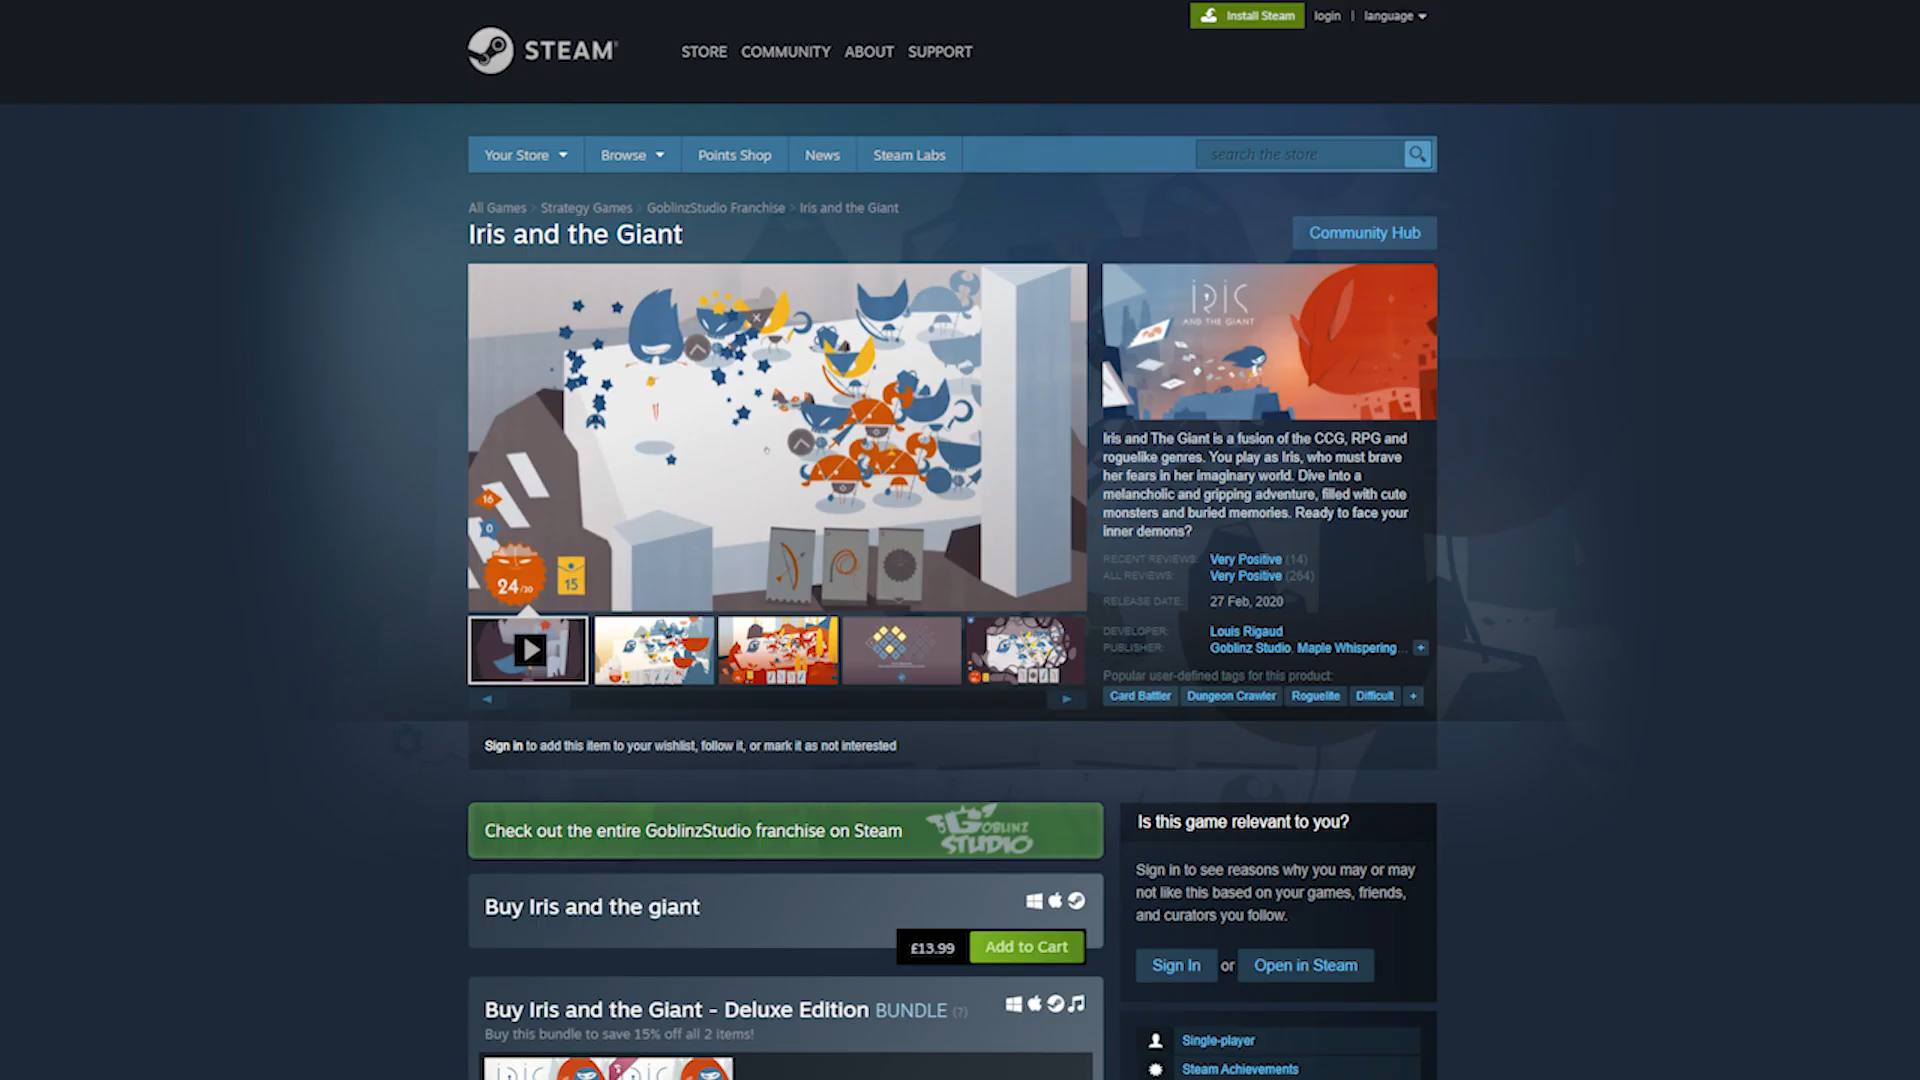 Install Steam login | language
STEAM® STORE COMMUNITY ABOUT SUPPORT
Your Store Browse Points Shop News Steam Labs search the store
All Games > Strategy Games > GoblinzStudio Franchise > Iris and the Giant
Iris and the Giant
Community Hub
IRIS
AND THE GIANT
Iris and The Giant is a fusion of the CCG, RPG and
roguelike genres. You play as Iris, who must brave
her fears in her imaginary world. Dive into a
melancholic and gripping adventure, filled with cute
monsters and buried memories. Ready to face your
inner demons?
16
0
24/30
15
RECENT REVIEWS: Very Positive (14)
ALL REVIEWS: Very Positive (264)
RELEASE DATE: 27 Feb, 2020
DEVELOPER: Louis Rigaud
PUBLISHER: Goblinz Studio, Maple Whispering... +
Popular user-defined tags for this product:
Card Battler Dungeon Crawler Roguelite Difficult +
Sign in to add this item to your wishlist, follow it, or mark it as not interested
Check out the entire GoblinzStudio franchise on Steam
GOBLINZ
STUDIO
Buy Iris and the giant
£13.99 Add to Cart
Buy Iris and the Giant - Deluxe Edition BUNDLE (?)
Buy this bundle to save 15% off all 2 items!
Is this game relevant to you?
Sign in to see reasons why you may or may
not like this based on your games, friends,
and curators you follow.
Sign In or Open in Steam
Single-player
Steam Achievements